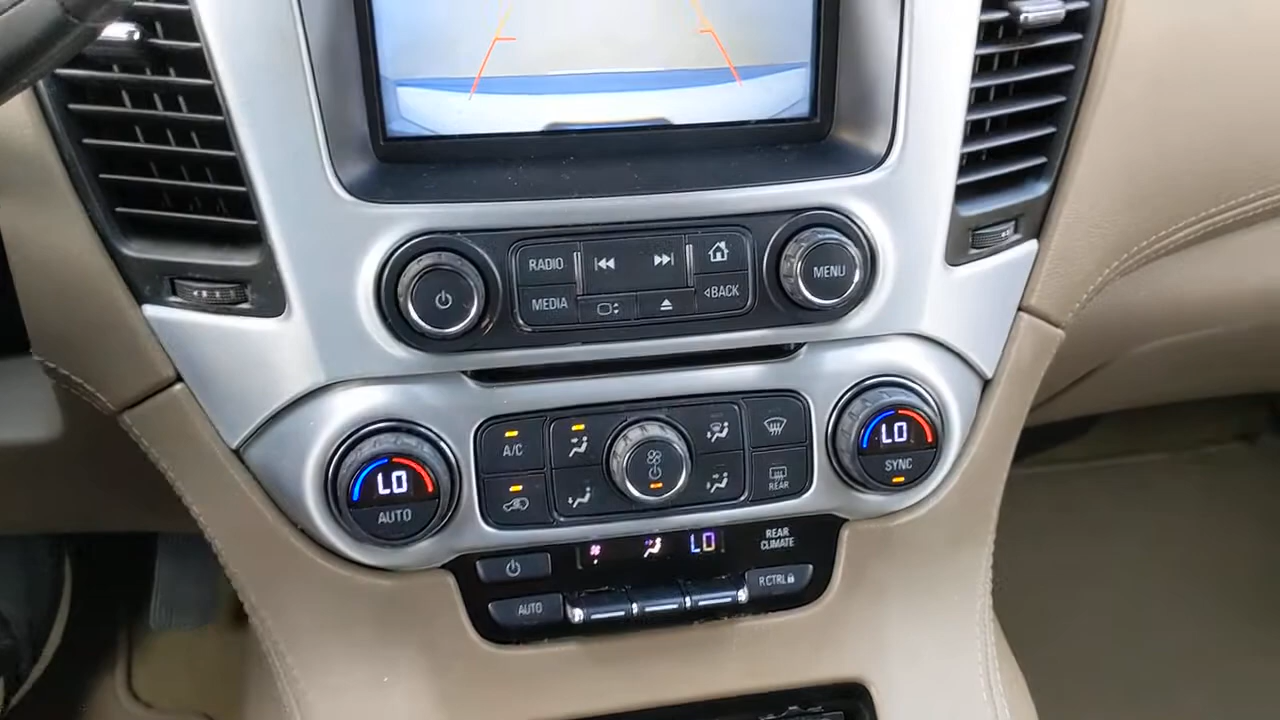 RADIO
MENU
MEDIA
BACK
A/C
LO
SYNC
LO
AUTO
REAR
REAR
CLIMATE
LO
R CTRL
AUTO